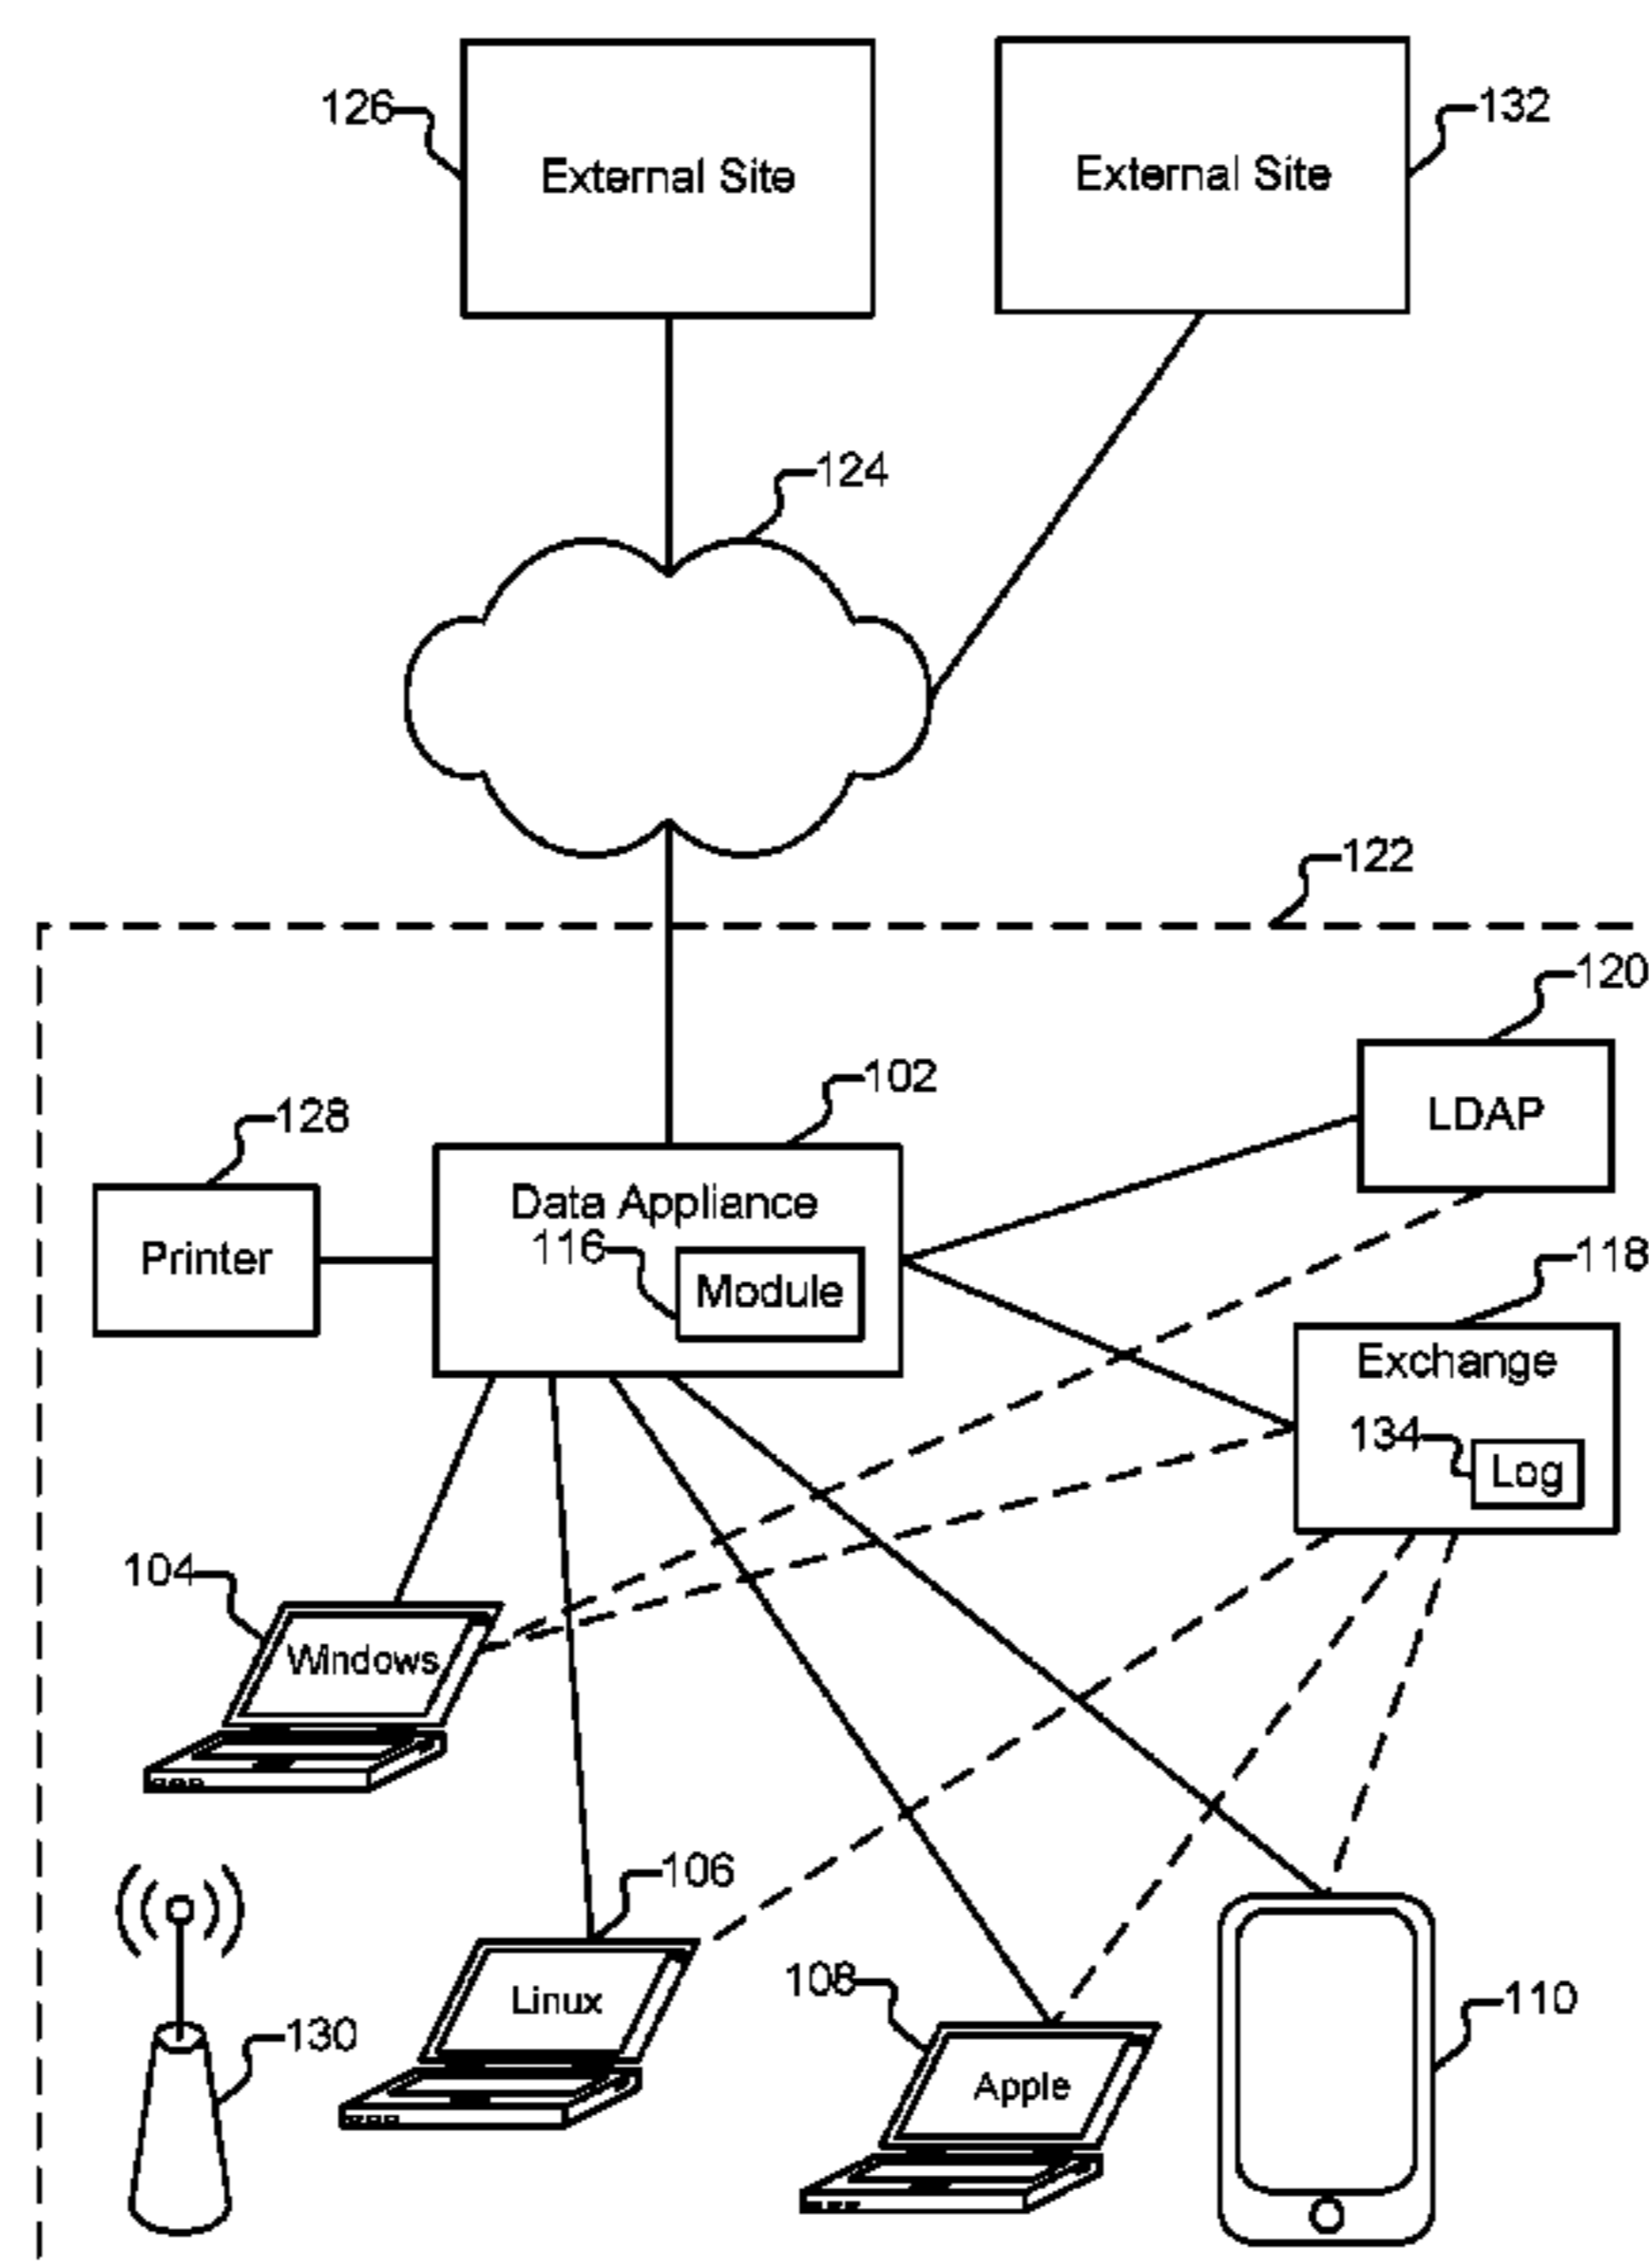 126
External Site
External Site
132
124
122
120
LDAP
102
128
Printer
Data Appliance
116
Module
118
Exchange
134
Log
104
Windows
106
Linux
108
Apple
110
130